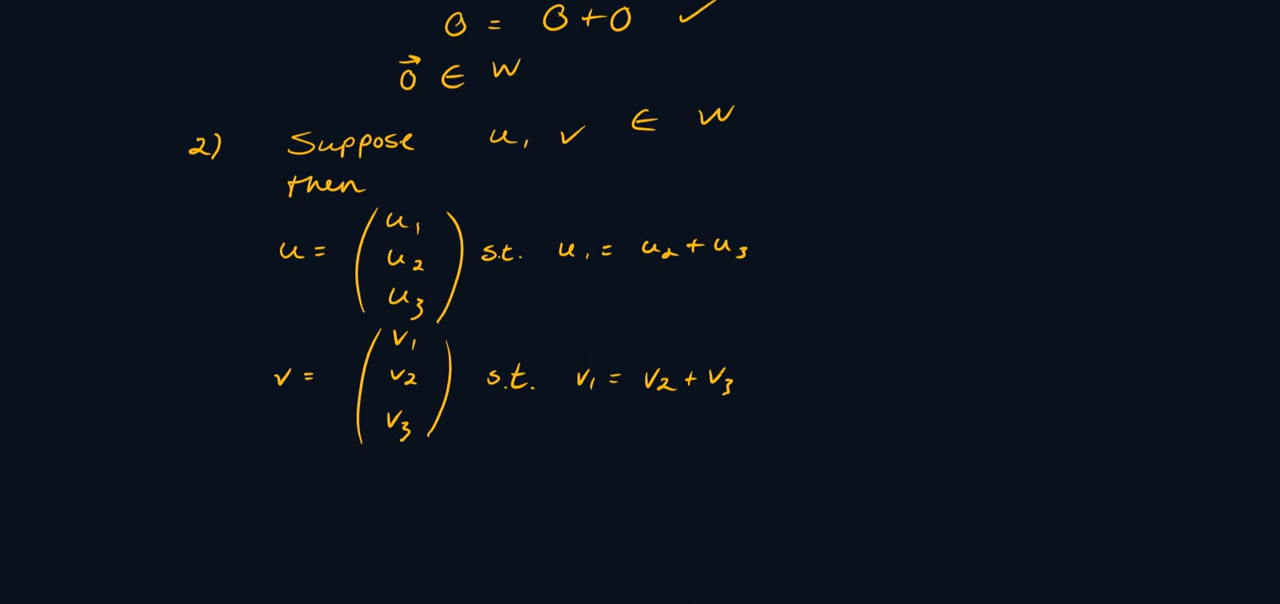 0 = 0 + 0 ✓
0⃗ ∈ W
2) Suppose u, v ∈ W
then
u = (u₁ u₂ u₃) s.t. u₁ = u₂ + u₃
v = (v₁ v₂ v₃) s.t. v₁ = v₂ + v₃